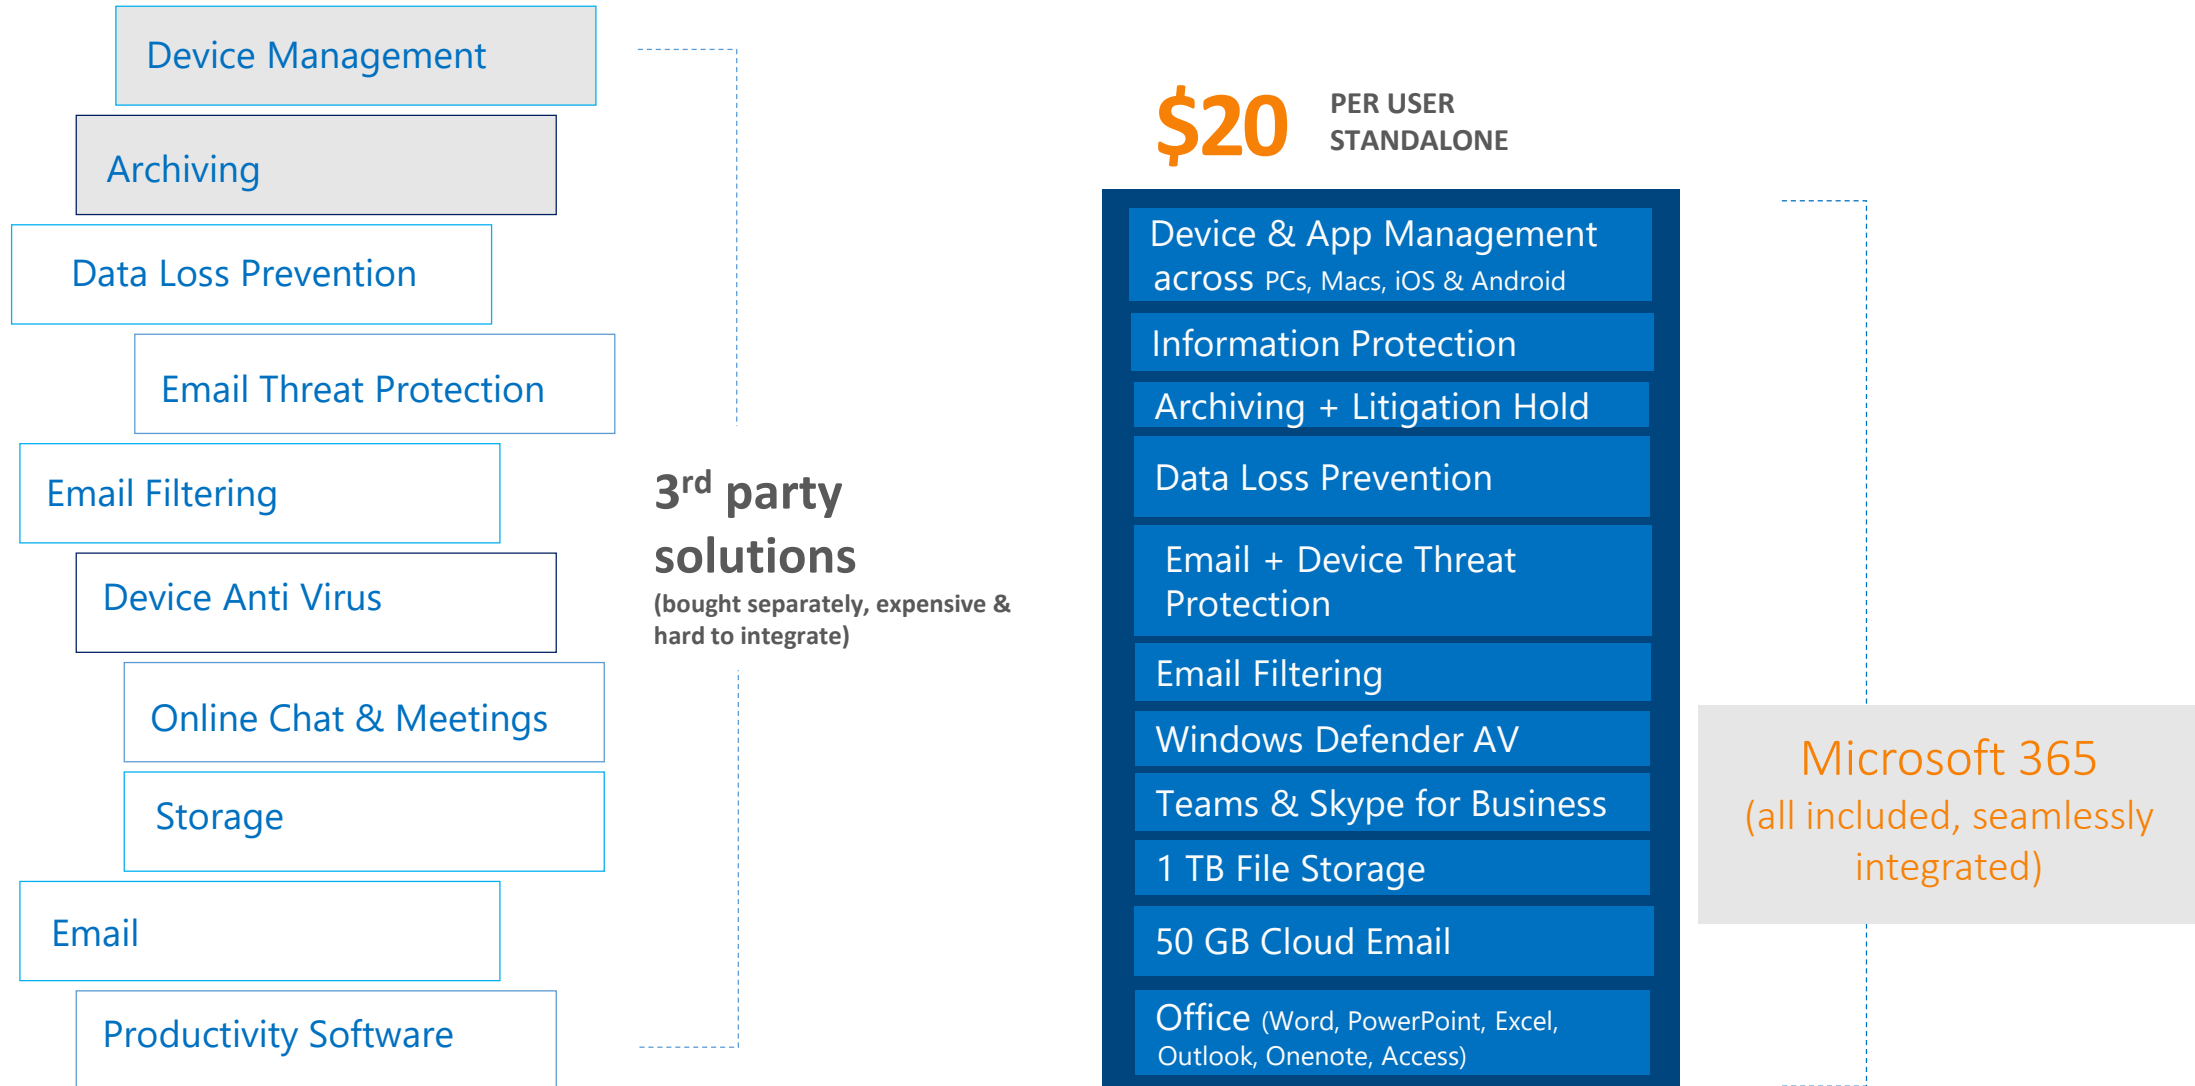 Device Management
Archiving
Data Loss Prevention
Email Threat Protection
Email Filtering
Device Anti Virus
Online Chat & Meetings
Storage
Email
Productivity Software
3rd party
solutions
(bought separately, expensive &
hard to integrate)
$20
PER USER
STANDALONE
Device & App Management
across PCs, Macs, iOS & Android
Information Protection
Archiving + Litigation Hold
Data Loss Prevention
Email + Device Threat
Protection
Email Filtering
Windows Defender AV
Teams & Skype for Business
1 TB File Storage
50 GB Cloud Email
Office (Word, PowerPoint, Excel,
Outlook, Onenote, Access)
Microsoft 365
(all included, seamlessly
integrated)